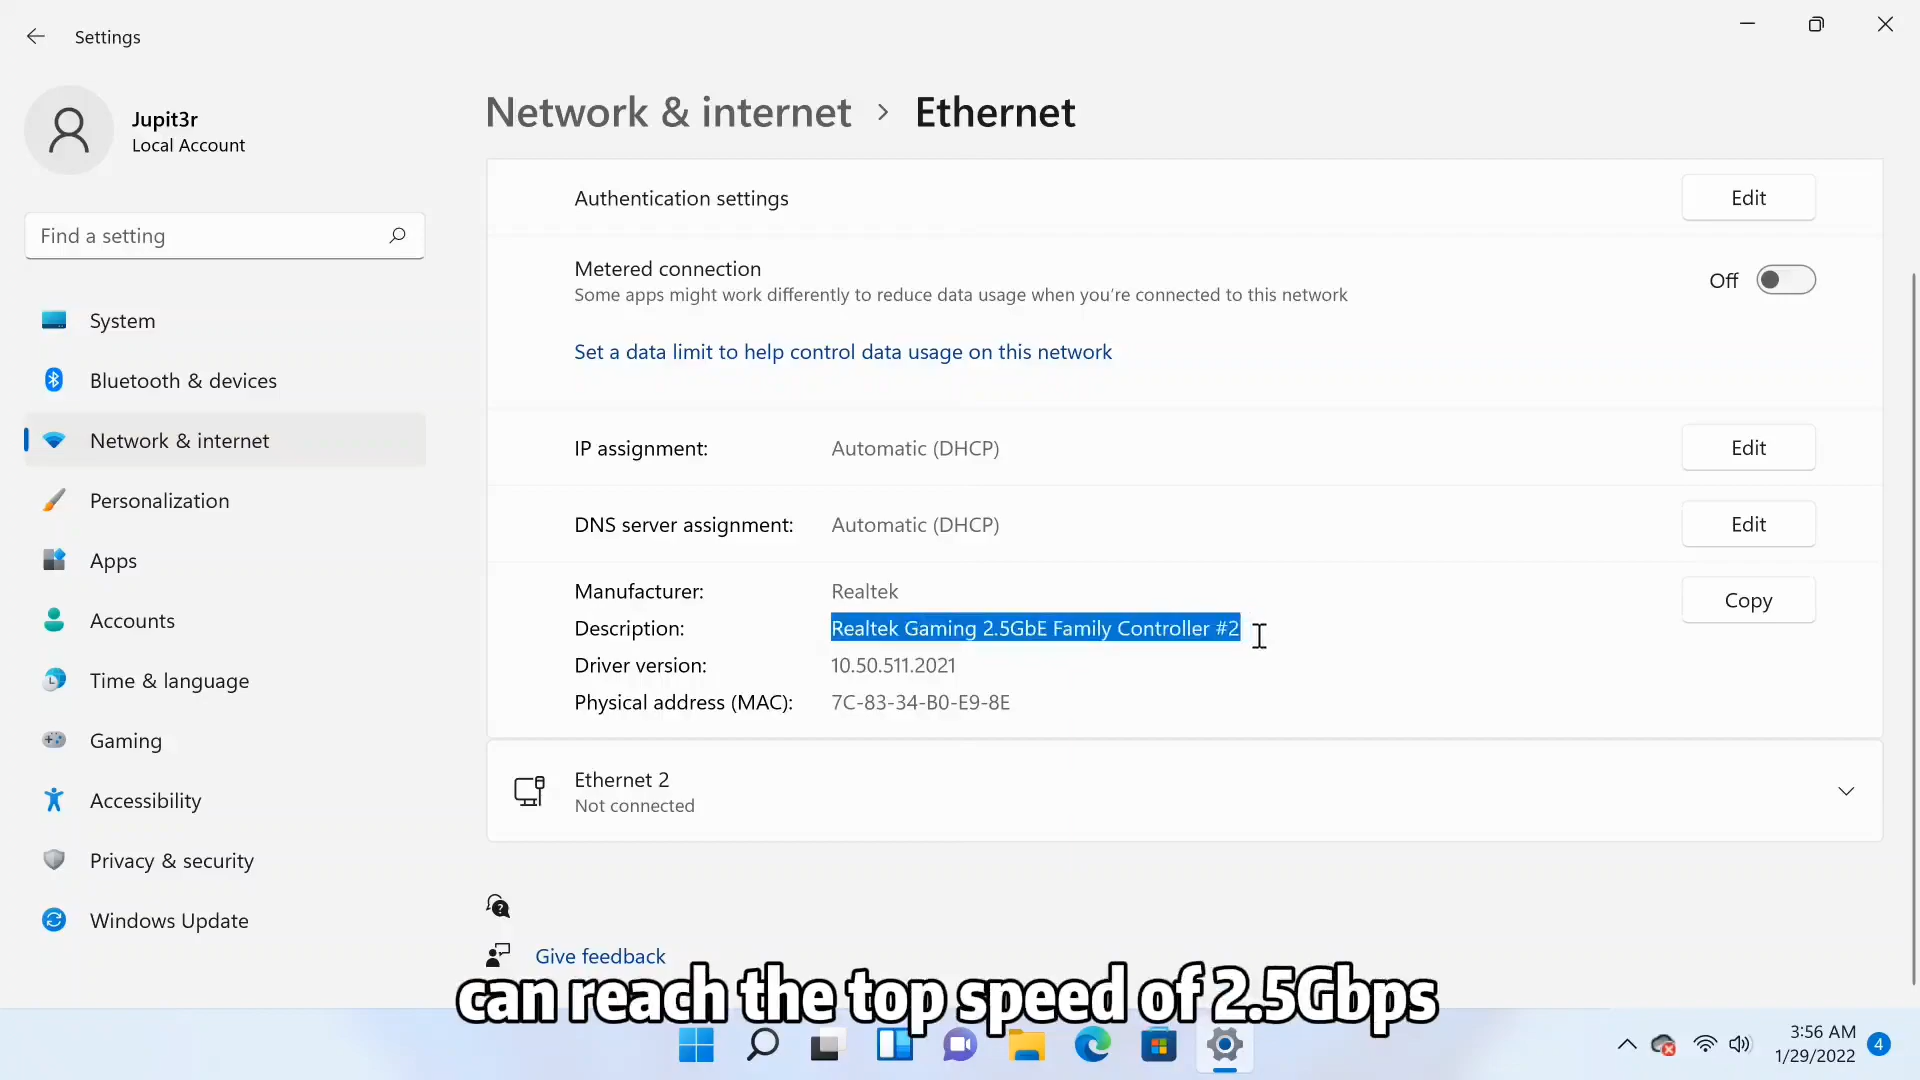 Settings
Jupit3r
Local Account
Find a setting
System
Bluetooth & devices
Network & internet
Personalization
Apps
Accounts
Time & language
Gaming
Accessibility
Privacy & security
Windows Update
Network & internet > Ethernet
Authentication settings
Edit
Metered connection
Some apps might work differently to reduce data usage when you're connected to this network
Off
Set a data limit to help control data usage on this network
IP assignment: Automatic (DHCP)
Edit
DNS server assignment: Automatic (DHCP)
Edit
Manufacturer: Realtek
Copy
Description: Realtek Gaming 2.5GbE Family Controller #2
Driver version: 10.50.511.2021
Physical address (MAC): 7C-83-34-B0-E9-8E
Ethernet 2
Not connected
Give feedback
can reach the top speed of 2.5Gbps
3:56 AM
1/29/2022
4